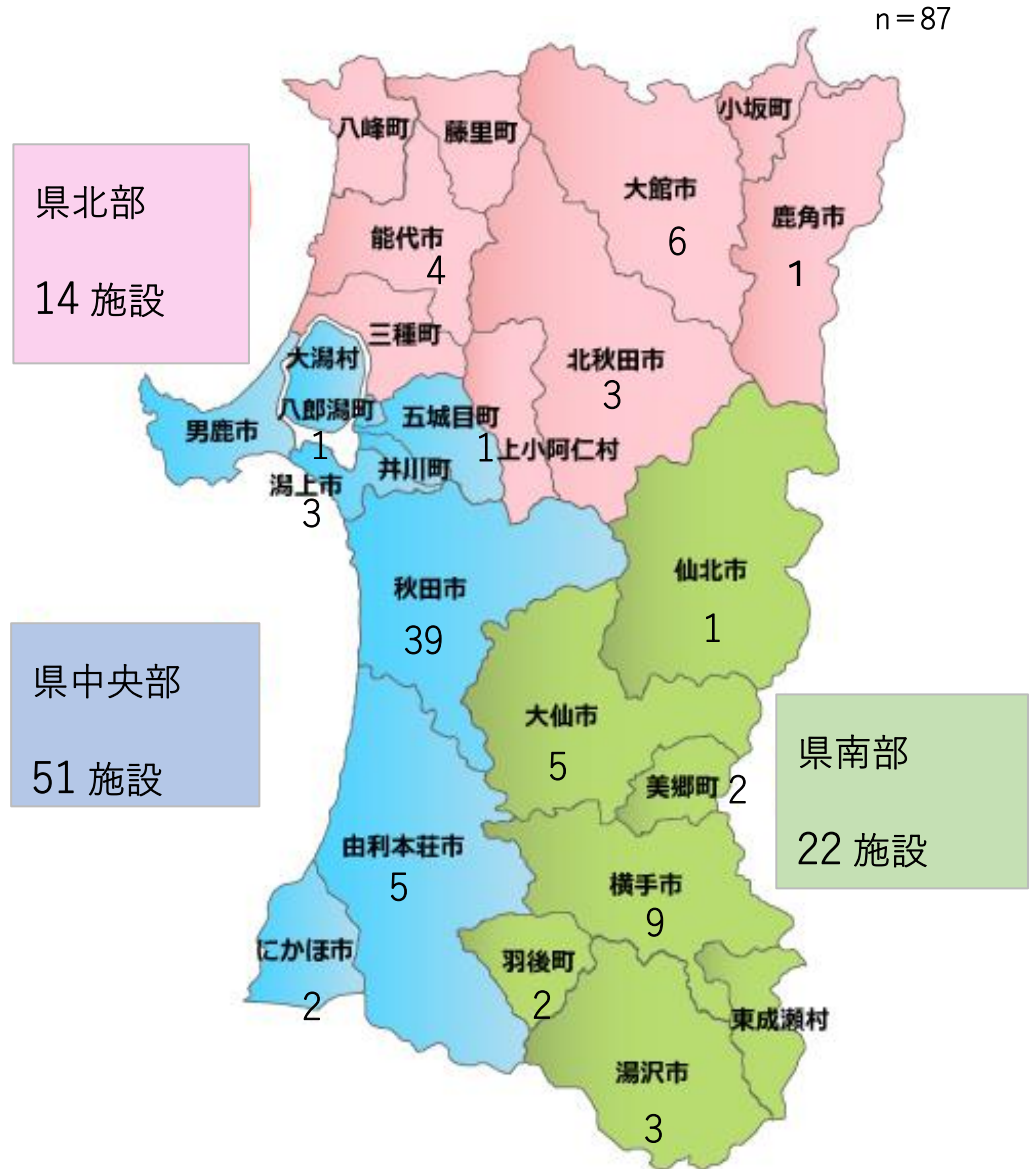 n=87
八峰町
藤里町
小坂町
大館市
6
鹿角市
1
県北部
14 施設
能代市
4
三種町
北秋田市
3
大潟村
八郎潟町
1
五城目町
1
上小阿仁村
男鹿市
井川町
潟上市
3
仙北市
1
秋田市
39
県中央部
51 施設
大仙市
5
美郷町 2
県南部
22 施設
由利本荘市
5
横手市
9
にかほ市
2
羽後町
2
東成瀬村
湯沢市
3